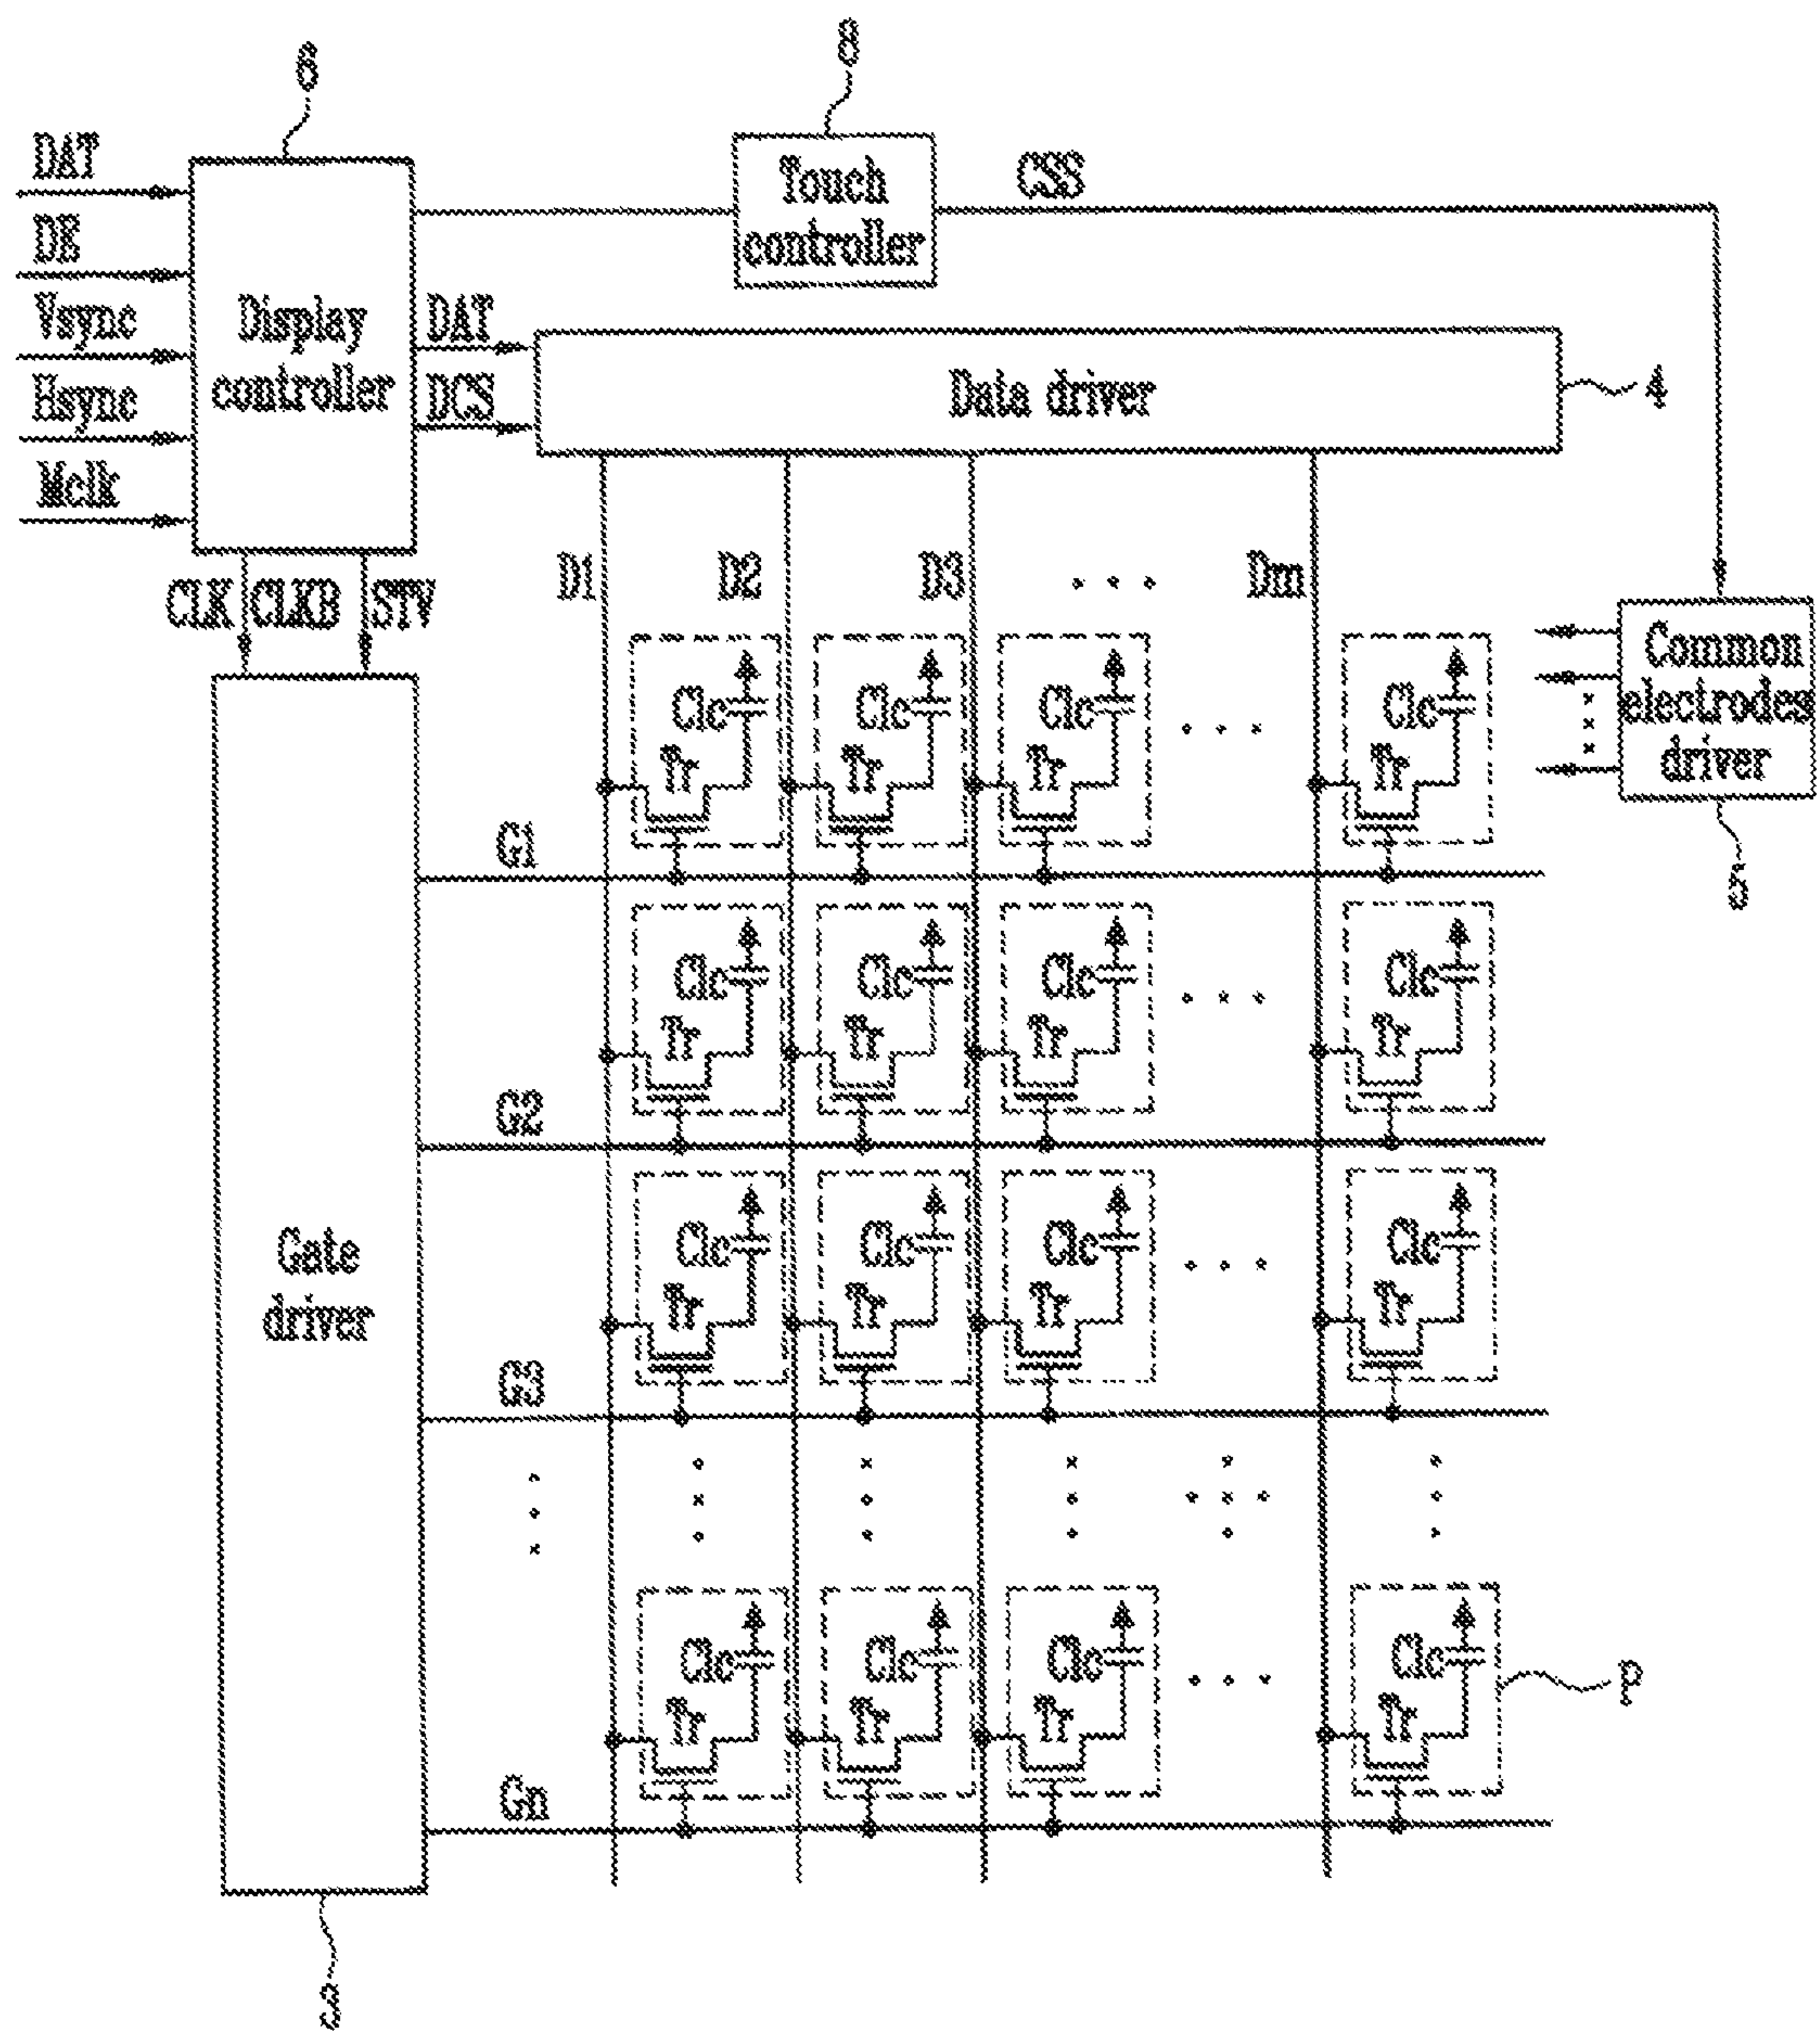 6
8
DAT
DE
Vsync
Hsync
Mclk
Display
controller
Touch
controller
CSS
DAT
DCS
Data driver
4
CLK CLKB STV
D1 D2 D3 Dm
Common
electrodes
driver
5
Clc Clc Clc Clc
Tr Tr Tr Tr
G1
Clc Clc Clc Clc
Tr Tr Tr Tr
G2
Clc Clc Clc Clc
Tr Tr Tr Tr
G3
Gate
driver
Clc Clc Clc Clc
Tr Tr Tr Tr
P
Gn
3